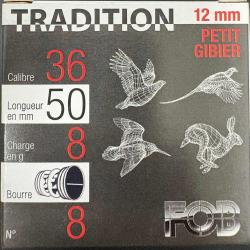 TRADITION
12 mm
PETIT
GIBIER
Calibre 36
Longueur
en mm 50
Charge
en g 8
Bourre
N° 8
FOB